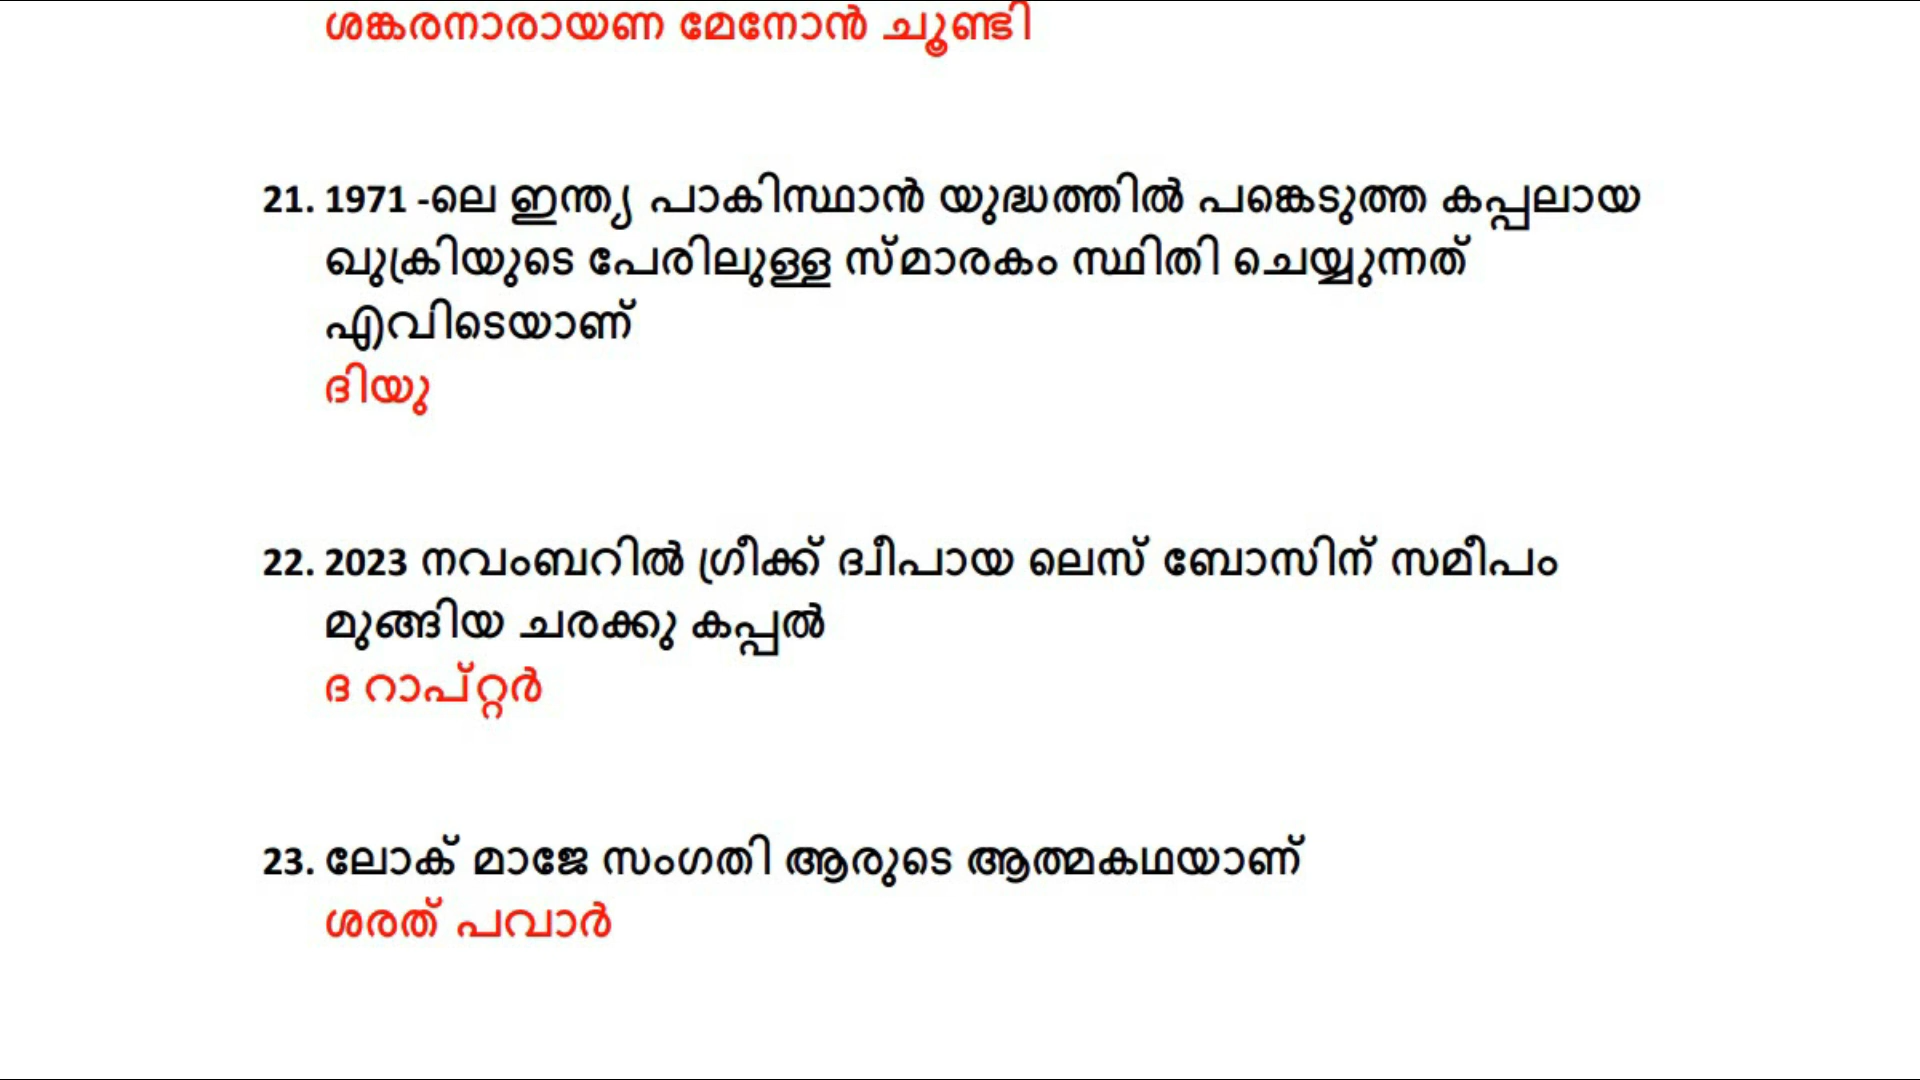 ശങ്കരനാരായണ മേനോൻ ചൂണ്ടി
21. 1971 -ലെ ഇന്ത്യ പാകിസ്ഥാൻ യുദ്ധത്തിൽ പങ്കെടുത്ത കപ്പലായ
ഖുക്രിയുടെ പേരിലുള്ള സ്മാരകം സ്ഥിതി ചെയ്യുന്നത്
എവിടെയാണ്
ദിയു
22. 2023 നവംബറിൽ ഗ്രീക്ക് ദ്വീപായ ലെസ് ബോസിന് സമീപം
മുങ്ങിയ ചരക്കു കപ്പൽ
ദ റാപ്റ്റർ
23. ലോക് മാജേ സംഗതി ആരുടെ ആത്മകഥയാണ്
ശരത് പവാർ